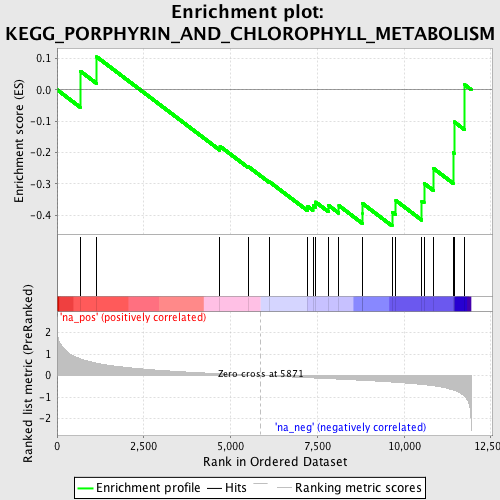 Enrichment plot:
KEGG_PORPHYRIN_AND_CHLOROPHYLL_METABOLISM
Enrichment score (ES)
0.1
0.0
-0.1
-0.2
-0.3
-0.4
'na_pos' (positively correlated)
Ranked list metric (PreRanked)
2
1
0
-1
-2
Zero cross at 5871
'na_neg' (negatively correlated)
0
2,500
5,000
7,500
10,000
12,500
Rank in Ordered Dataset
Enrichment profile
Hits
Ranking metric scores